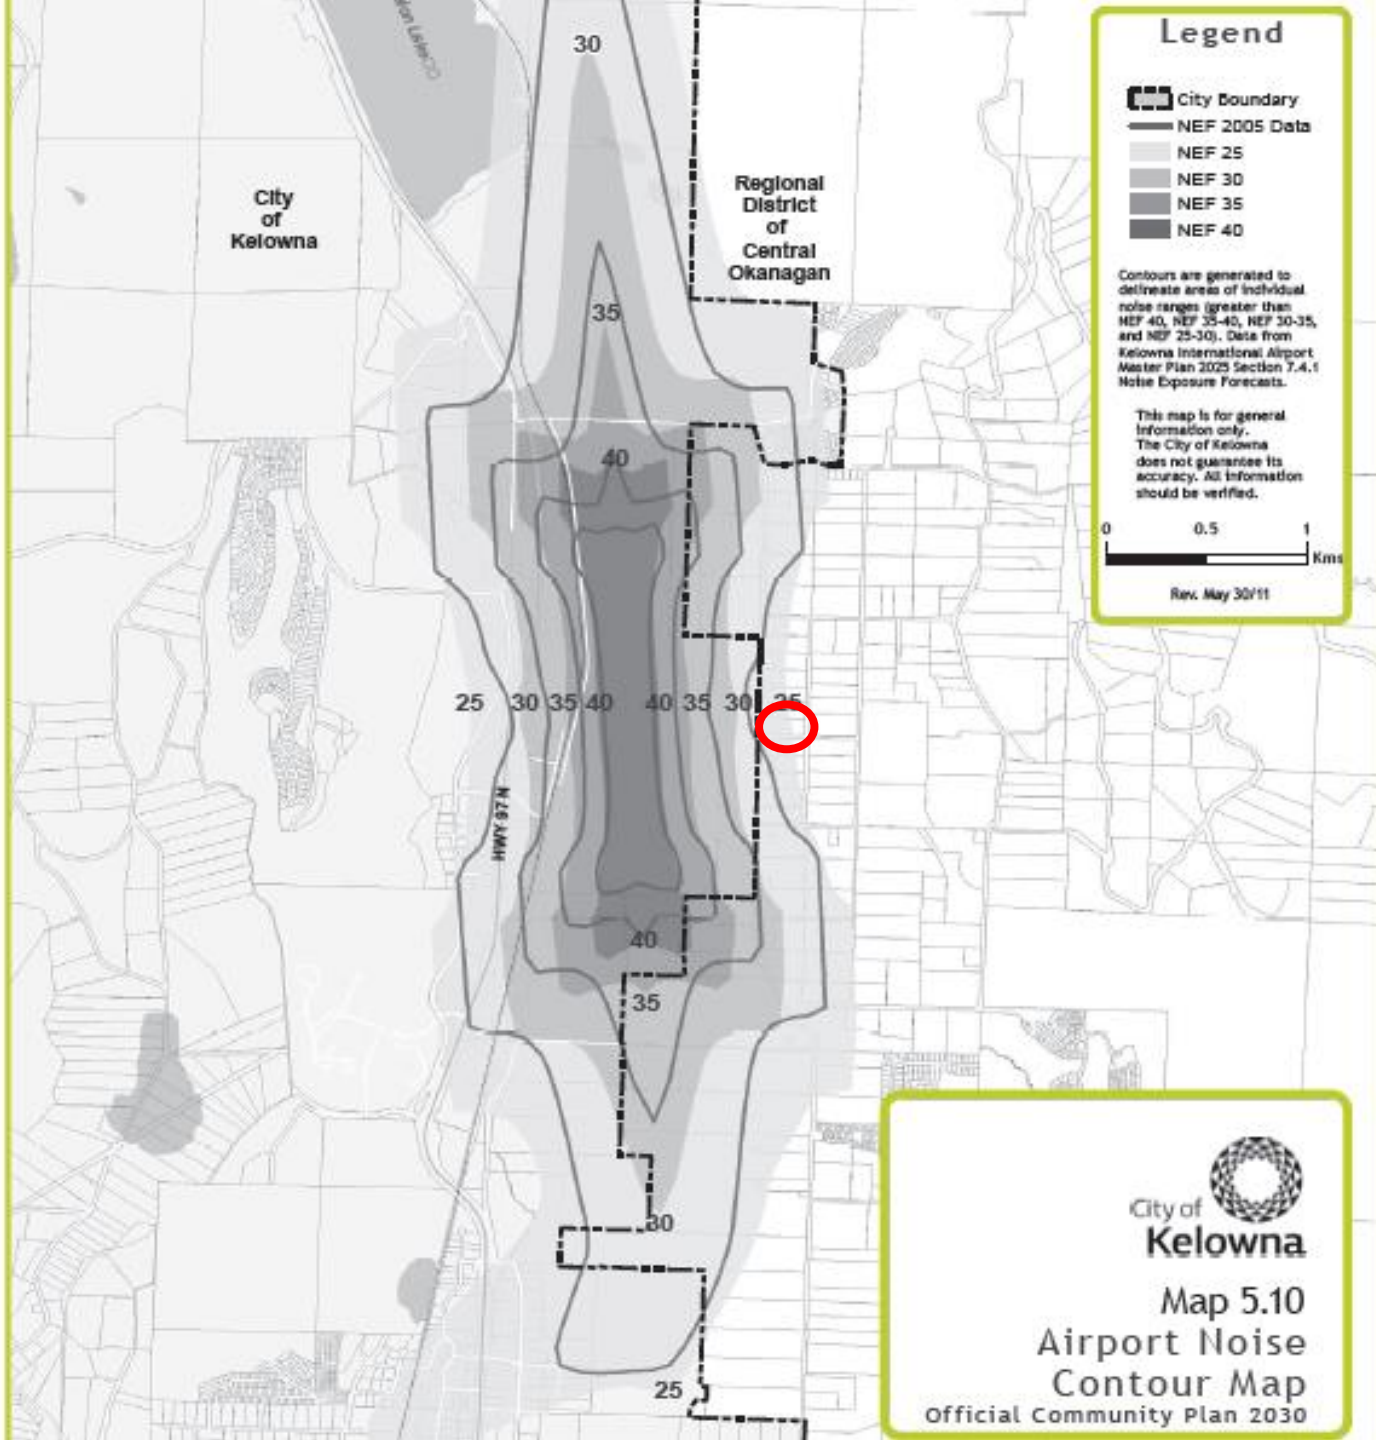 30
City
of
Kelowna
Regional
District
of
Central
Okanagan
35
40
25 30 35 40 40 35 30 25
HWY 97 N
40
35
30
25
Legend
City Boundary
NEF 2005 Data
NEF 25
NEF 30
NEF 35
NEF 40
Contours are generated to
delineate areas of individual
noise ranges (greater than
NEF 40, NEF 35-40, NEF 30-35,
and NEF 25-30). Data from
Kelowna International Airport
Master Plan 2025 Section 7.4.1
Noise Exposure Forecasts.
This map is for general
information only.
The City of Kelowna
does not guarantee its
accuracy. All information
should be verified.
0 0.5 1
Kms
Rev. May 30/11
City of
Kelowna
Map 5.10
Airport Noise
Contour Map
Official Community Plan 2030